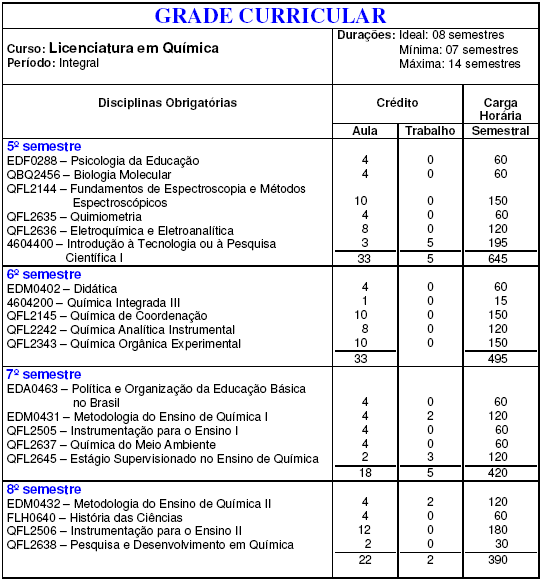 GRADE CURRICULAR
Curso: Licenciatura em Química
Período: Integral
Durações: Ideal: 08 semestres
Mínima: 07 semestres
Máxima: 14 semestres
Disciplinas Obrigatórias Crédito Carga Horária
Aula Trabalho Semestral
5º semestre
EDF0288 – Psicologia da Educação 4 0 60
QBQ2456 – Biologia Molecular 4 0 60
QFL2144 – Fundamentos de Espectroscopia e Métodos
Espectroscópicos 10 0 150
QFL2635 – Quimiometria 4 0 60
QFL2636 – Eletroquímica e Eletroanalítica 8 0 120
4604400 – Introdução à Tecnologia ou à Pesquisa 3 5 195
Científica I 33 5 645
6º semestre
EDM0402 – Didática 4 0 60
4604200 – Química Integrada III 1 0 15
QFL2145 – Química de Coordenação 10 0 150
QFL2242 – Química Analítica Instrumental 8 0 120
QFL2343 – Química Orgânica Experimental 10 0 150
33 495
7º semestre
EDA0463 – Política e Organização da Educação Básica
no Brasil 4 0 60
EDM0431 – Metodologia do Ensino de Química I 4 2 120
QFL2505 – Instrumentação para o Ensino I 4 0 60
QFL2637 – Química do Meio Ambiente 4 0 60
QFL2645 – Estágio Supervisionado no Ensino de Química 2 3 120
18 5 420
8º semestre
EDM0432 – Metodologia do Ensino de Química II 4 2 120
FLH0640 – História das Ciências 4 0 60
QFL2506 – Instrumentação para o Ensino II 12 0 180
QFL2638 – Pesquisa e Desenvolvimento em Química 2 0 30
22 2 390